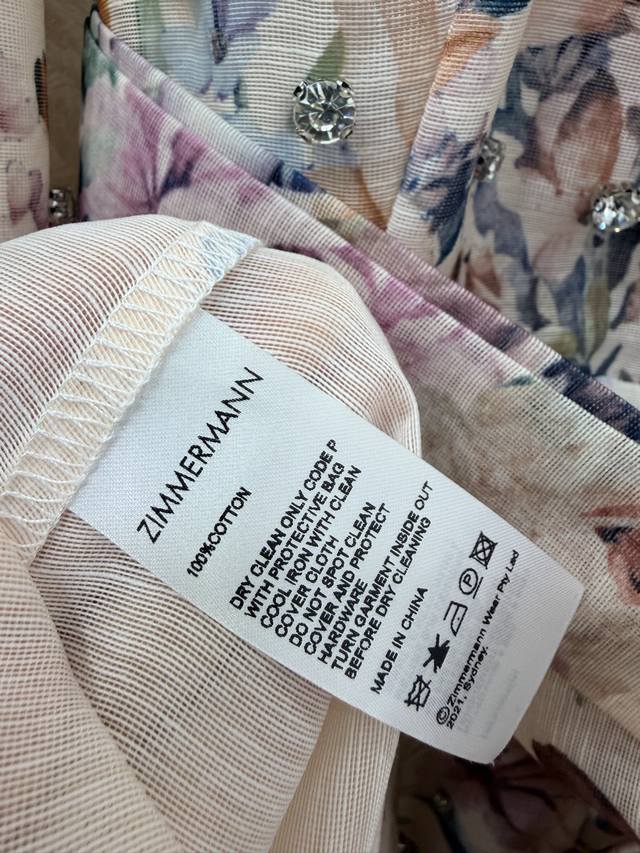 ZIMMERMANN
100%COTTON
DRY CLEAN ONLY CODE P
WITH PROTECTIVE BAG
COOL IRON WITH CLEAN
COVER CLOTH
DO NOT SPOT CLEAN
COVER AND PROTECT
HARDWARE
TURN GARMENT INSIDE OUT
BEFORE DRY CLEANING
MADE IN CHINA
P
©Zimmermann Wear Pty Led
2021. Sydney.